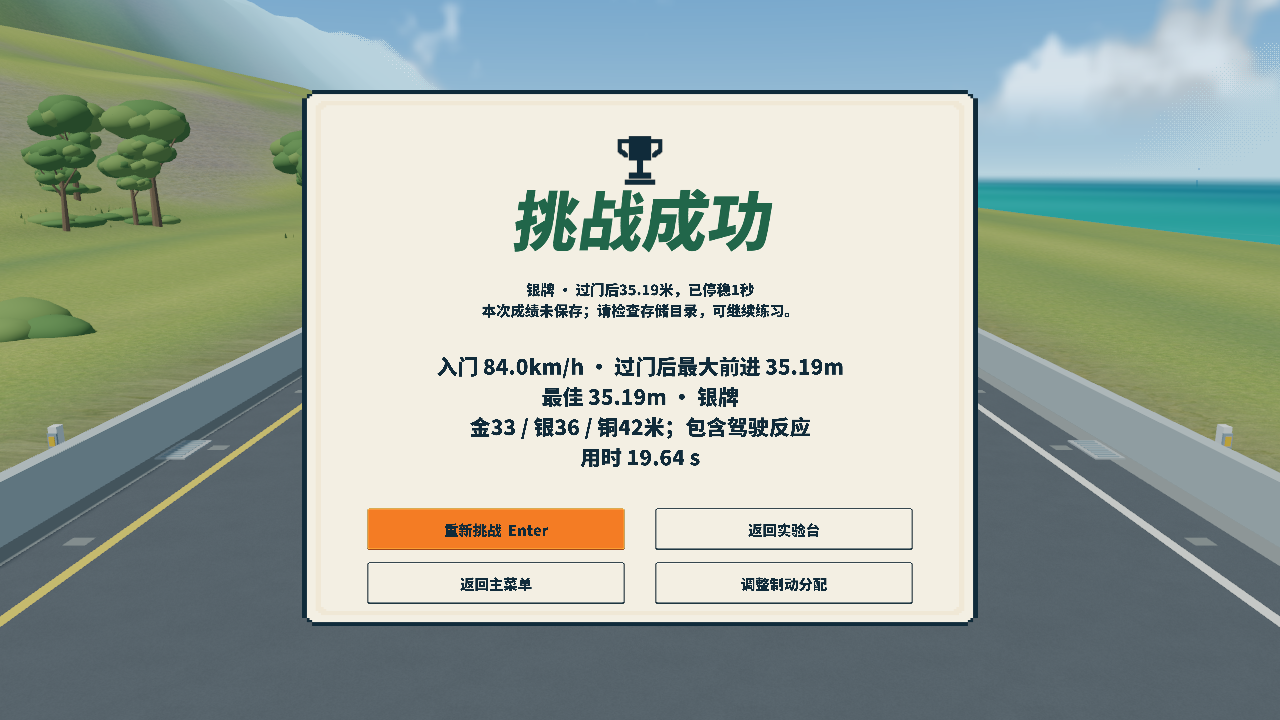 挑战成功
银牌 · 过门后35.19米，已停稳1秒
本次成绩未保存；请检查存储目录，可继续练习。
入门 84.0km/h · 过门后最大前进 35.19m
最佳 35.19m · 银牌
金33 / 银36 / 铜42米；包含驾驶反应
用时 19.64 s
重新挑战 Enter
返回实验台
返回主菜单
调整制动分配